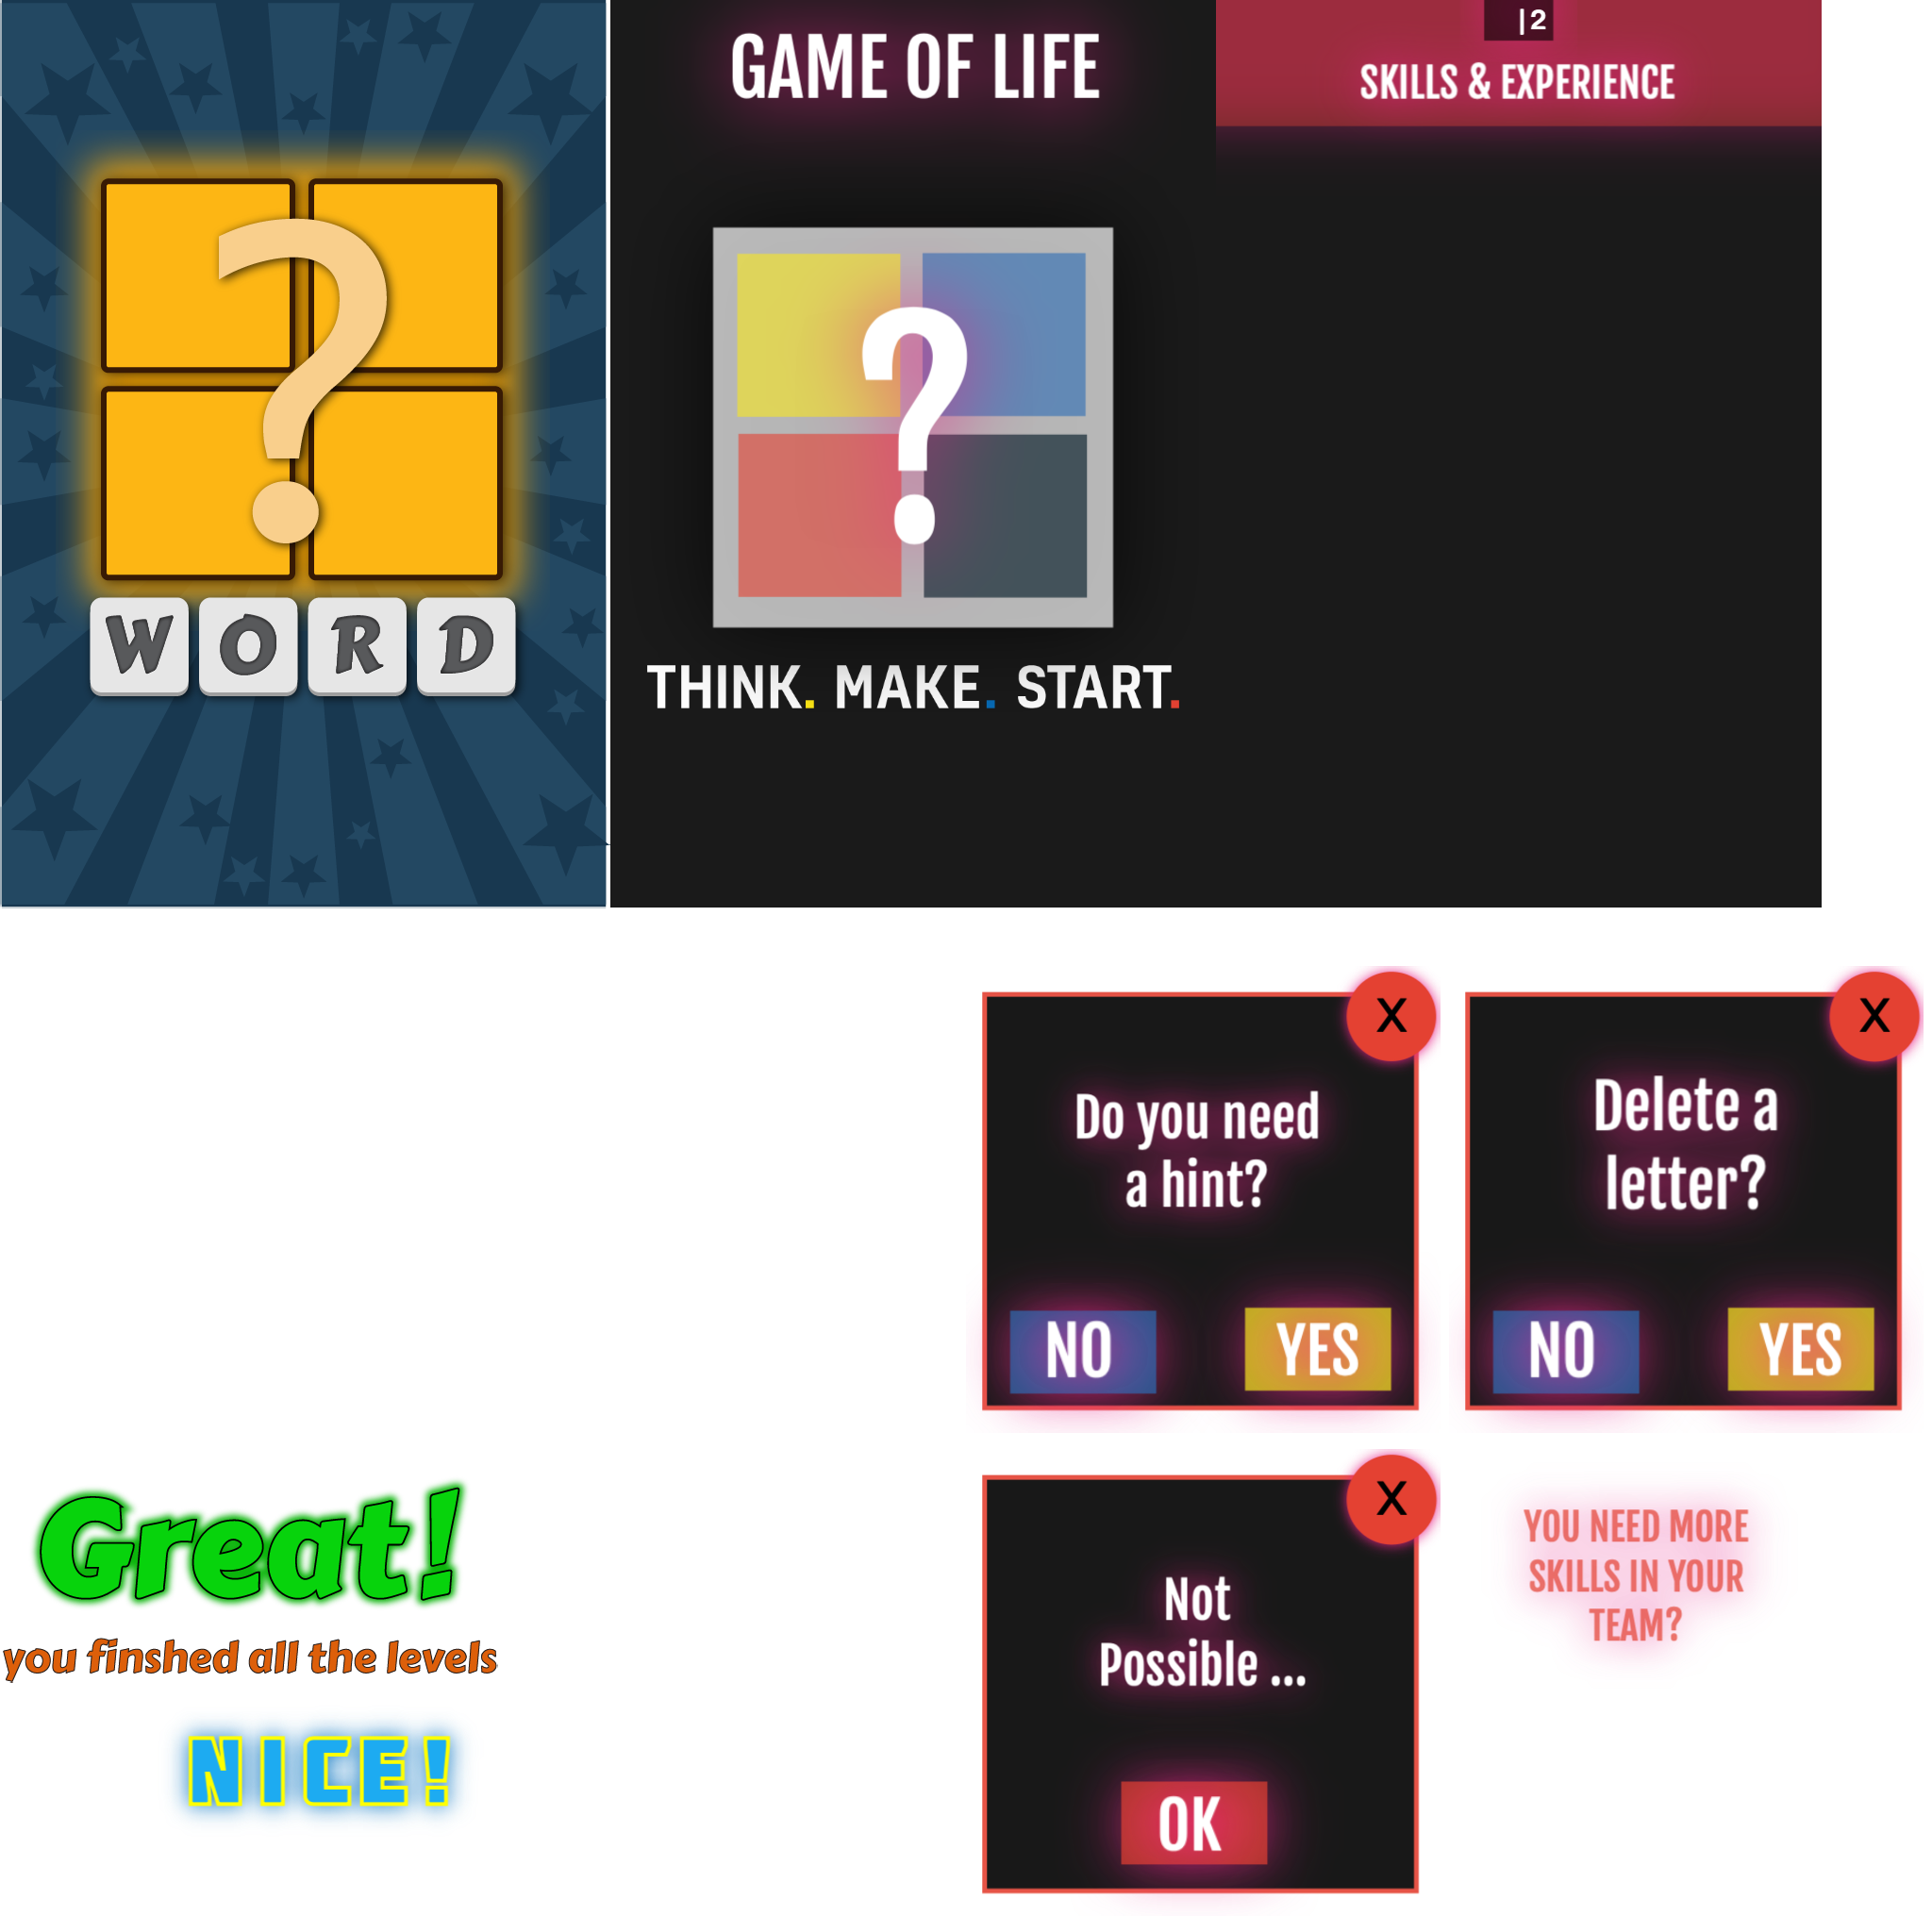 ?
WORD
GAME OF LIFE
?
THINK. MAKE. START.
|2
SKILLS & EXPERIENCE
X
Do you need
a hint?
NO YES
X
Delete a
letter?
NO YES
Great!
you finshed all the levels
NICE!
X
Not
Possible ...
OK
YOU NEED MORE
SKILLS IN YOUR
TEAM?